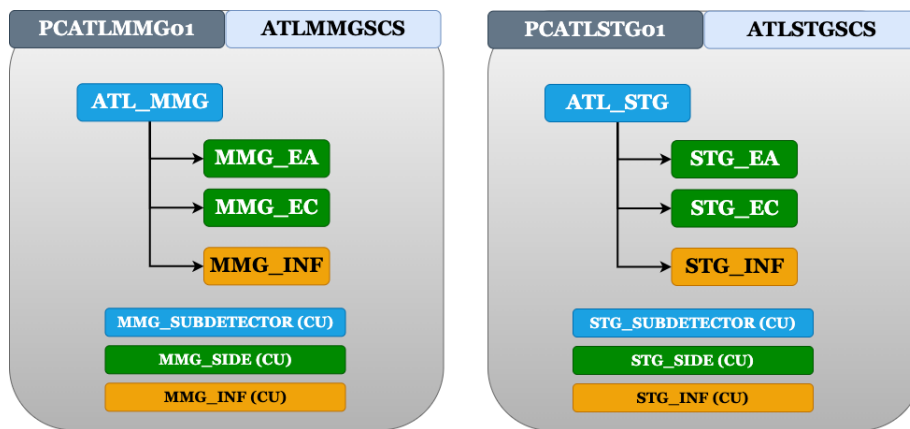 PCATLMMG01
ATLMMGSCS
ATL_MMG
MMG_EA
MMG_EC
MMG_INF
MMG_SUBDETECTOR (CU)
MMG_SIDE (CU)
MMG_INF (CU)
PCATLSTG01
ATLSTGSCS
ATL_STG
STG_EA
STG_EC
STG_INF
STG_SUBDETECTOR (CU)
STG_SIDE (CU)
STG_INF (CU)